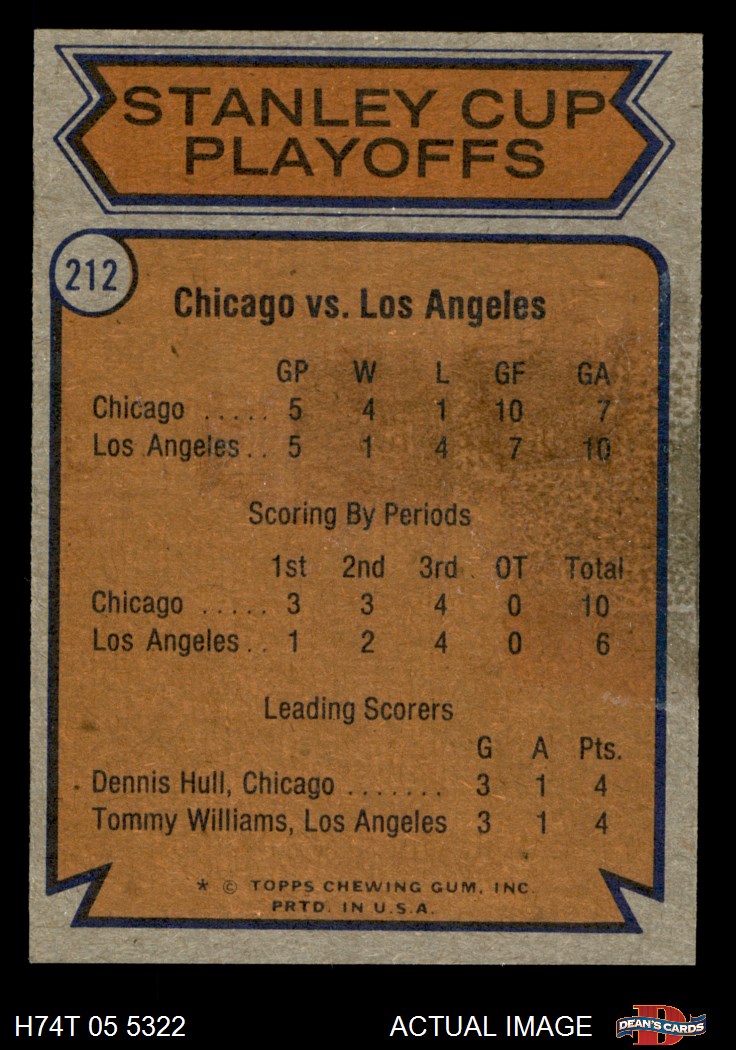 STANLEY CUP
PLAYOFFS
212
Chicago vs. Los Angeles
GP W L GF GA
Chicago ..... 5 4 1 10 7
Los Angeles.. 5 1 4 7 10
Scoring By Periods
1st 2nd 3rd OT Total
Chicago ..... 3 3 4 0 10
Los Angeles.. 1 2 4 0 6
Leading Scorers
G A Pts.
Dennis Hull, Chicago ....... 3 1 4
Tommy Williams, Los Angeles 3 1 4
* © TOPPS CHEWING GUM, INC.
PRTD. IN U.S.A.
H74T 05 5322 ACTUAL IMAGE DEAN'S CARDS